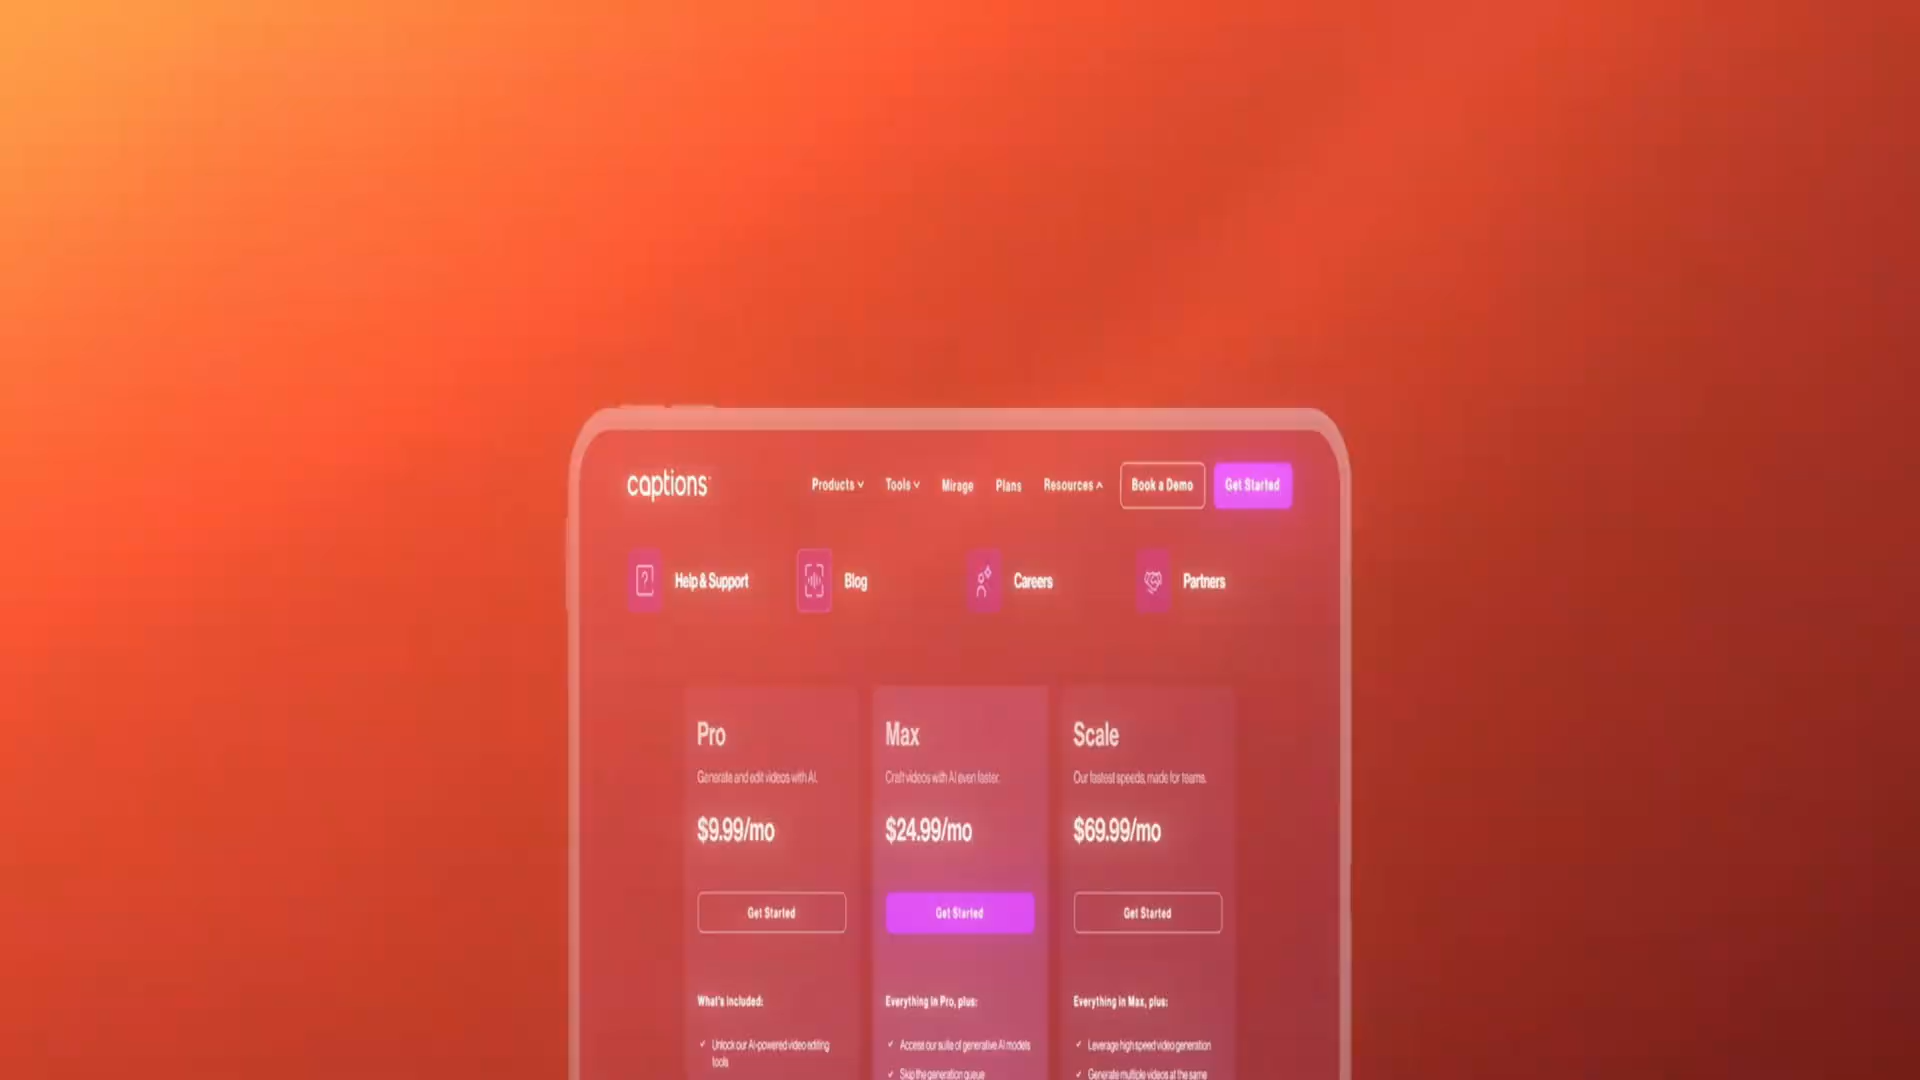 captions
Products Tools Mirage Plans Resources Book a Demo Get Started
Help & Support Blog Careers Partners
Pro
Generate and edit videos with AI.
$9.99/mo
Get Started
What's included:
✓ Unlock our AI-powered video editing
tools
Max
Craft videos with AI even faster.
$24.99/mo
Get Started
Everything in Pro, plus:
✓ Access our suite of generative AI models
✓ Skip the generation queue
Scale
Our fastest speeds, made for teams.
$69.99/mo
Get Started
Everything in Max, plus:
✓ Leverage high speed video generation
✓ Generate multiple videos at the same